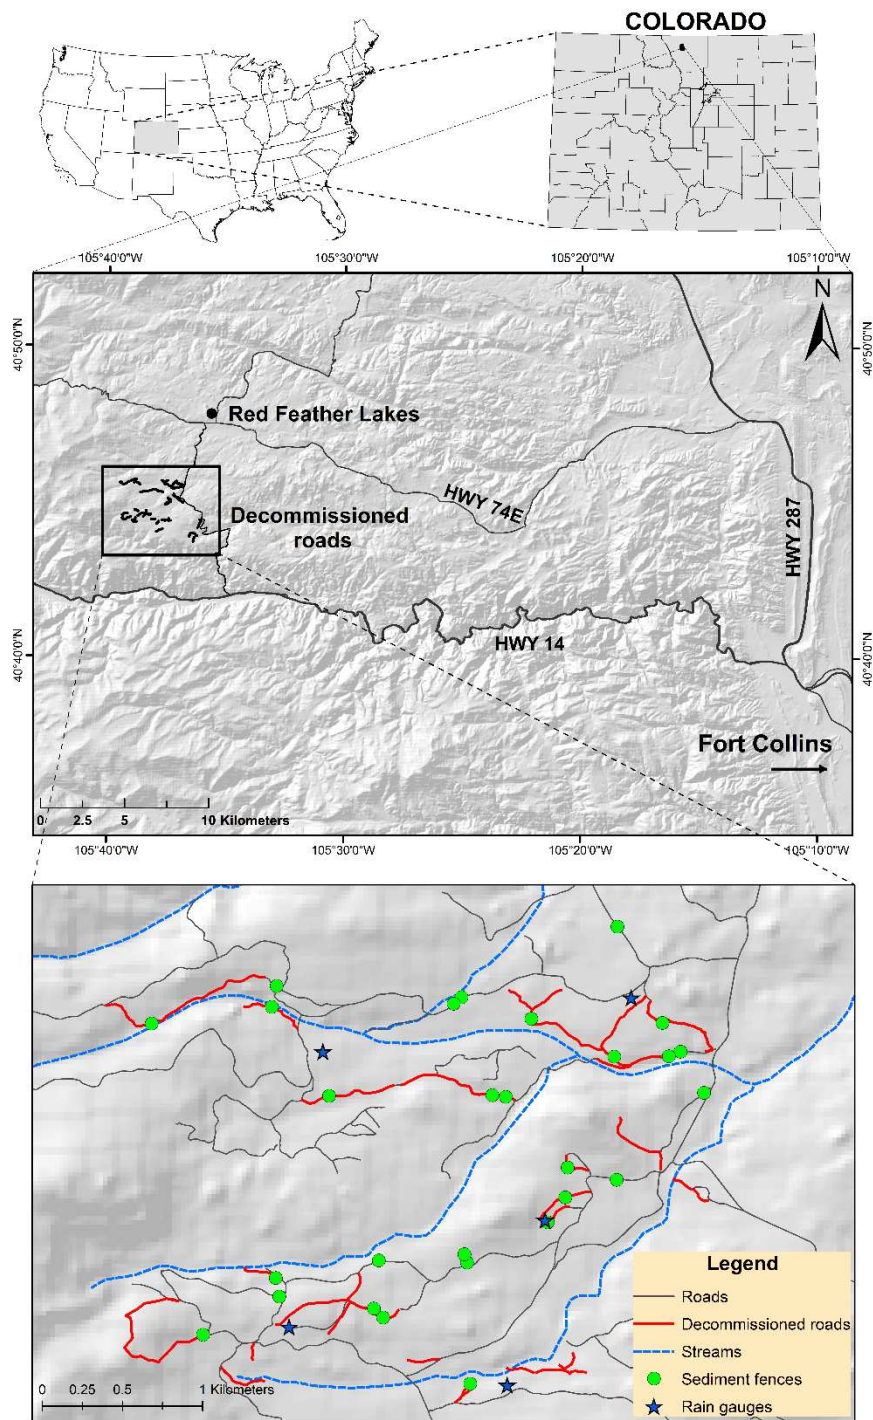 COLORADO
105°40'0"W
105°30'0"W
105°20'0"W
105°10'0"W
N
40°50'0"N
40°50'0"N
Red Feather Lakes
HWY 74E
Decommissioned
roads
HWY 287
HWY 14
40°40'0"N
40°40'0"N
Fort Collins
0 2.5 5 10 Kilometers
105°40'0"W
105°30'0"W
105°20'0"W
105°10'0"W
Legend
Roads
Decommissioned roads
Streams
Sediment fences
Rain gauges
0 0.25 0.5 1 Kilometers